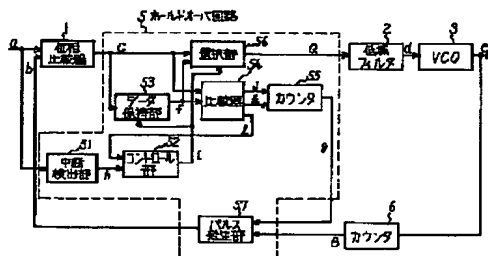 5 ホールドオーバ回路
1
位相
比較器
a
b
c
56
選択部
Q
2
低域
フィルタ
d
3
VCO
e
53
データ
保持部
f
54
比較器
j
k
l
55
カウンタ
51
中断
検出部
h
52
コントロール
部
i
g
57
パルス
発生部
B
6
カウンタ